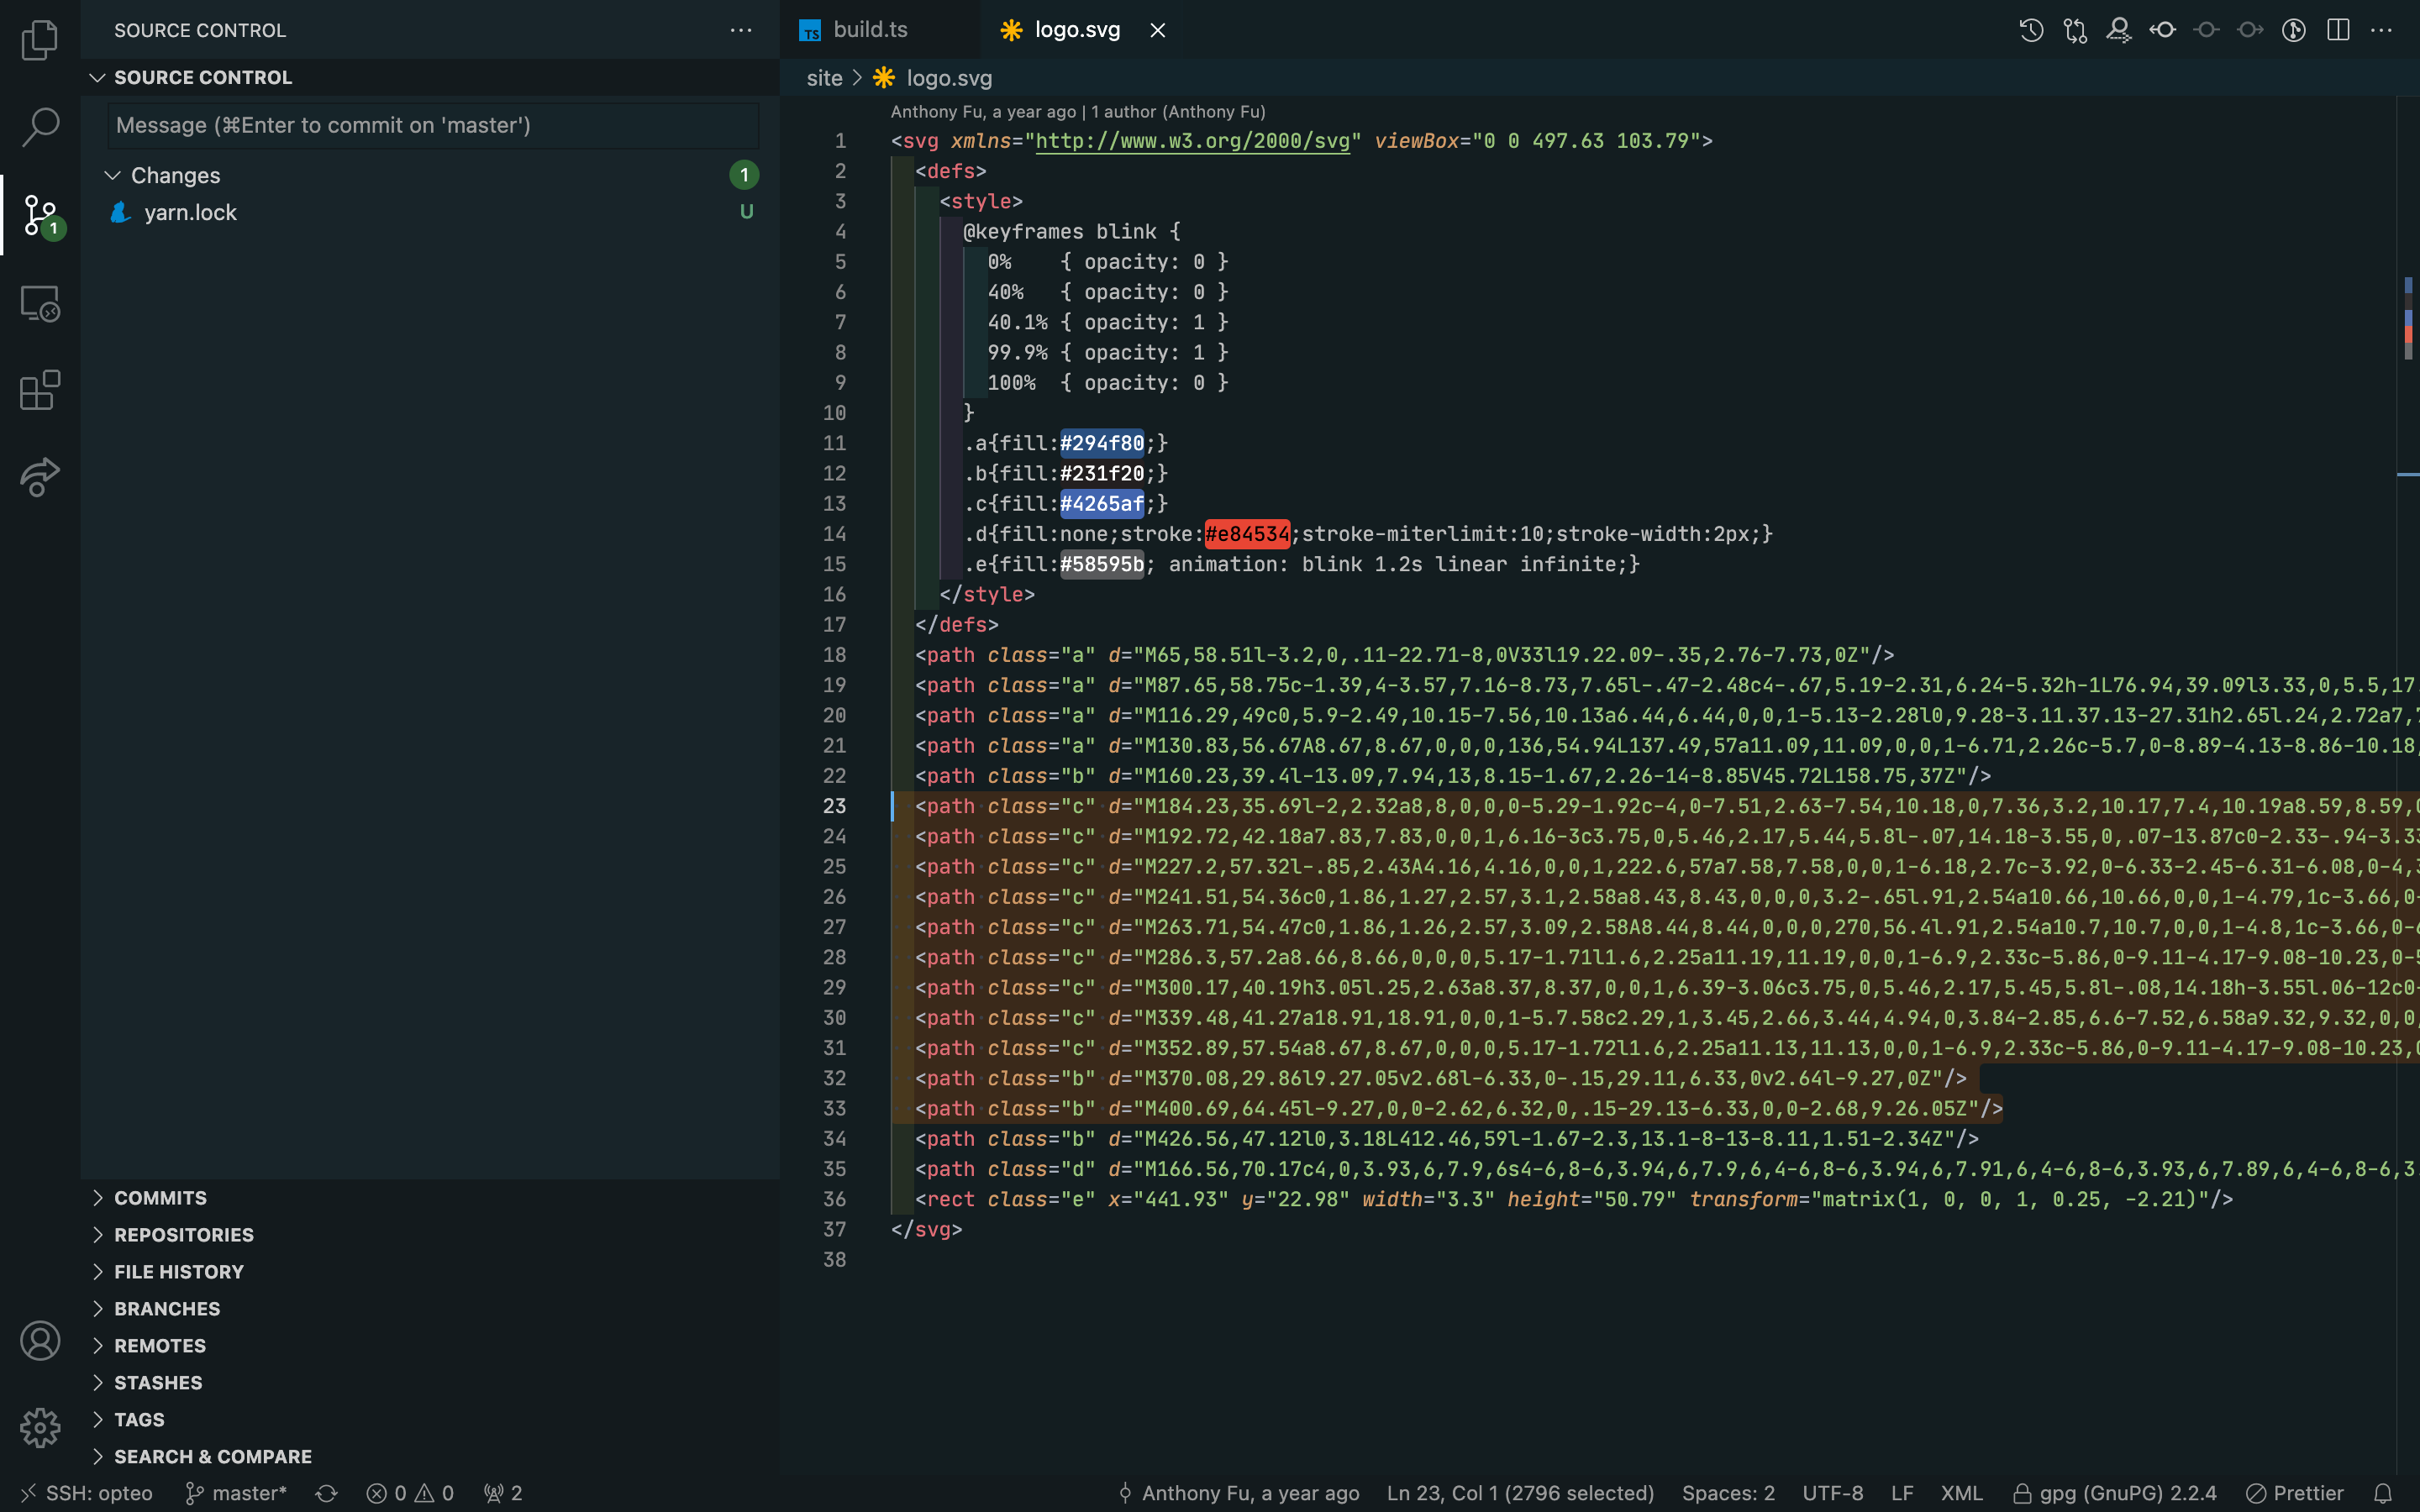 SOURCE CONTROL
SOURCE CONTROL
Message (⌘Enter to commit on 'master')
Changes
1
yarn.lock
U
1
COMMITS
REPOSITORIES
FILE HISTORY
BRANCHES
REMOTES
STASHES
TAGS
SEARCH & COMPARE
TS build.ts
logo.svg
site > logo.svg
Anthony Fu, a year ago | 1 author (Anthony Fu)
1 <svg xmlns="http://www.w3.org/2000/svg" viewBox="0 0 497.63 103.79">
2 <defs>
3 <style>
4 @keyframes blink {
5 0% { opacity: 0 }
6 40% { opacity: 0 }
7 40.1% { opacity: 1 }
8 99.9% { opacity: 1 }
9 100% { opacity: 0 }
10 }
11 .a{fill:#294f80;}
12 .b{fill:#231f20;}
13 .c{fill:#4265af;}
14 .d{fill:none;stroke:#e84534;stroke-miterlimit:10;stroke-width:2px;}
15 .e{fill:#58595b; animation: blink 1.2s linear infinite;}
16 </style>
17 </defs>
18 <path class="a" d="M65,58.51l-3.2,0,.11-22.71-8,0V33l19.22.09-.35,2.76-7.73,0Z"/>
19 <path class="a" d="M87.65,58.75c-1.39,4-3.57,7.16-8.73,7.65l-.47-2.48c4-.67,5.19-2.31,6.24-5.32h-1L76.94,39.09l3.33,0,5.5,17.
20 <path class="a" d="M116.29,49c0,5.9-2.49,10.15-7.56,10.13a6.44,6.44,0,0,1-5.13-2.28l0,9.28-3.11.37.13-27.31h2.65l.24,2.72a7,7
21 <path class="a" d="M130.83,56.67A8.67,8.67,0,0,0,136,54.94L137.49,57a11.09,11.09,0,0,1-6.71,2.26c-5.7,0-8.89-4.13-8.86-10.18,
22 <path class="b" d="M160.23,39.4l-13.09,7.94,13,8.15-1.67,2.26-14-8.85V45.72L158.75,37Z"/>
23 <path class="c" d="M184.23,35.69l-2,2.32a8,8,0,0,0-5.29-1.92c-4,0-7.51,2.63-7.54,10.18,0,7.36,3.2,10.17,7.4,10.19a8.59,8.59,0
24 <path class="c" d="M192.72,42.18a7.83,7.83,0,0,1,6.16-3c3.75,0,5.46,2.17,5.44,5.8l-.07,14.18-3.55,0,.07-13.87c0-2.33-.94-3.33
25 <path class="c" d="M227.2,57.32l-.85,2.43A4.16,4.16,0,0,1,222.6,57a7.58,7.58,0,0,1-6.18,2.7c-3.92,0-6.33-2.45-6.31-6.08,0-4,3
26 <path class="c" d="M241.51,54.36c0,1.86,1.27,2.57,3.1,2.58a8.43,8.43,0,0,0,3.2-.65l.91,2.54a10.66,10.66,0,0,1-4.79,1c-3.66,0-
27 <path class="c" d="M263.71,54.47c0,1.86,1.26,2.57,3.09,2.58A8.44,8.44,0,0,0,270,56.4l.91,2.54a10.7,10.7,0,0,1-4.8,1c-3.66,0-6
28 <path class="c" d="M286.3,57.2a8.66,8.66,0,0,0,5.17-1.71l1.6,2.25a11.19,11.19,0,0,1-6.9,2.33c-5.86,0-9.11-4.17-9.08-10.23,0-5
29 <path class="c" d="M300.17,40.19h3.05l.25,2.63a8.37,8.37,0,0,1,6.39-3.06c3.75,0,5.46,2.17,5.45,5.8l-.08,14.18h-3.55l.06-12c0-
30 <path class="c" d="M339.48,41.27a18.91,18.91,0,0,1-5.7.58c2.29,1,3.45,2.66,3.44,4.94,0,3.84-2.85,6.6-7.52,6.58a9.32,9.32,0,0,
31 <path class="c" d="M352.89,57.54a8.67,8.67,0,0,0,5.17-1.72l1.6,2.25a11.13,11.13,0,0,1-6.9,2.33c-5.86,0-9.11-4.17-9.08-10.23,0
32 <path class="b" d="M370.08,29.86l9.27.05v2.68l-6.33,0-.15,29.11,6.33,0v2.64l-9.27,0Z"/>
33 <path class="b" d="M400.69,64.45l-9.27,0,0-2.62,6.32,0,.15-29.13-6.33,0,0-2.68,9.26.05Z"/>
34 <path class="b" d="M426.56,47.12l0,3.18L412.46,59l-1.67-2.3,13.1-8-13-8.11,1.51-2.34Z"/>
35 <path class="d" d="M166.56,70.17c4,0,3.93,6,7.9,6s4-6,8-6,3.94,6,7.9,6,4-6,8-6,3.94,6,7.91,6,4-6,8-6,3.93,6,7.89,6,4-6,8-6,3.
36 <rect class="e" x="441.93" y="22.98" width="3.3" height="50.79" transform="matrix(1, 0, 0, 1, 0.25, -2.21)"/>
37 </svg>
38
SSH: opteo master* 0 0 2 Anthony Fu, a year ago Ln 23, Col 1 (2796 selected) Spaces: 2 UTF-8 LF XML gpg (GnuPG) 2.2.4 Prettier